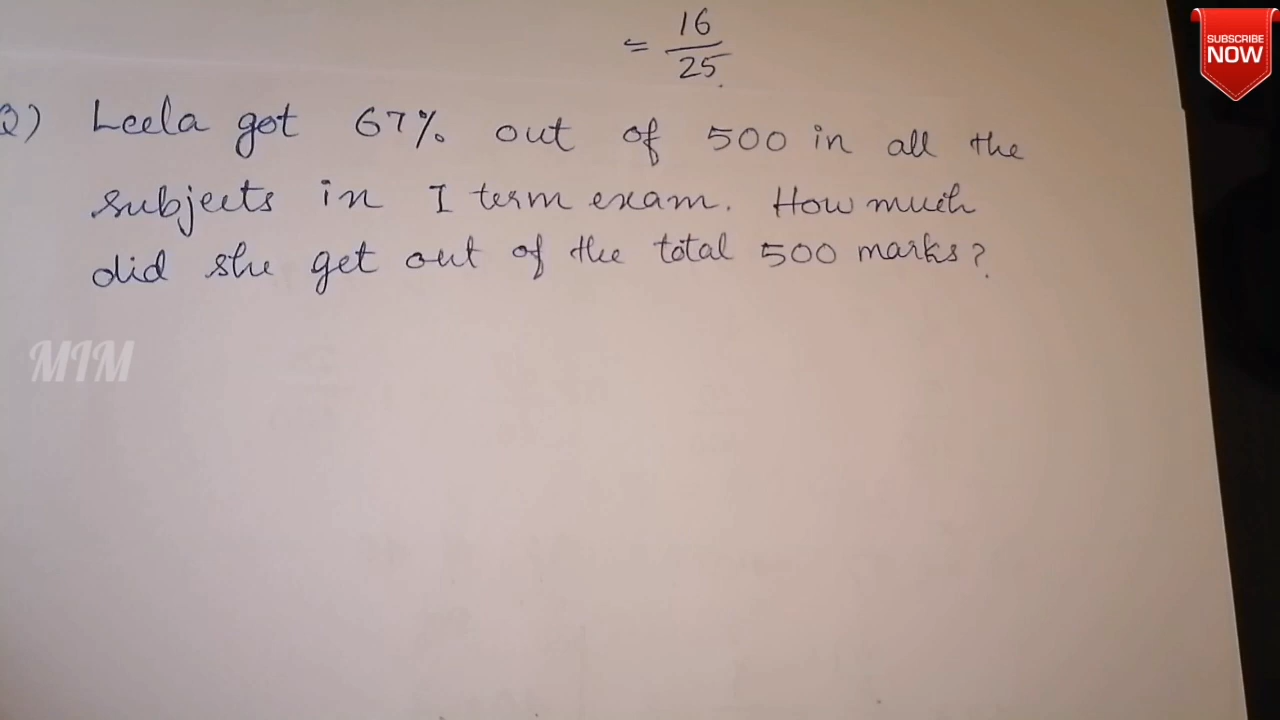 = 16
25
SUBSCRIBE
NOW
Q) Leela got 67% out of 500 in all the
subjects in I term exam. How much
did she get out of the total 500 marks?
MIM